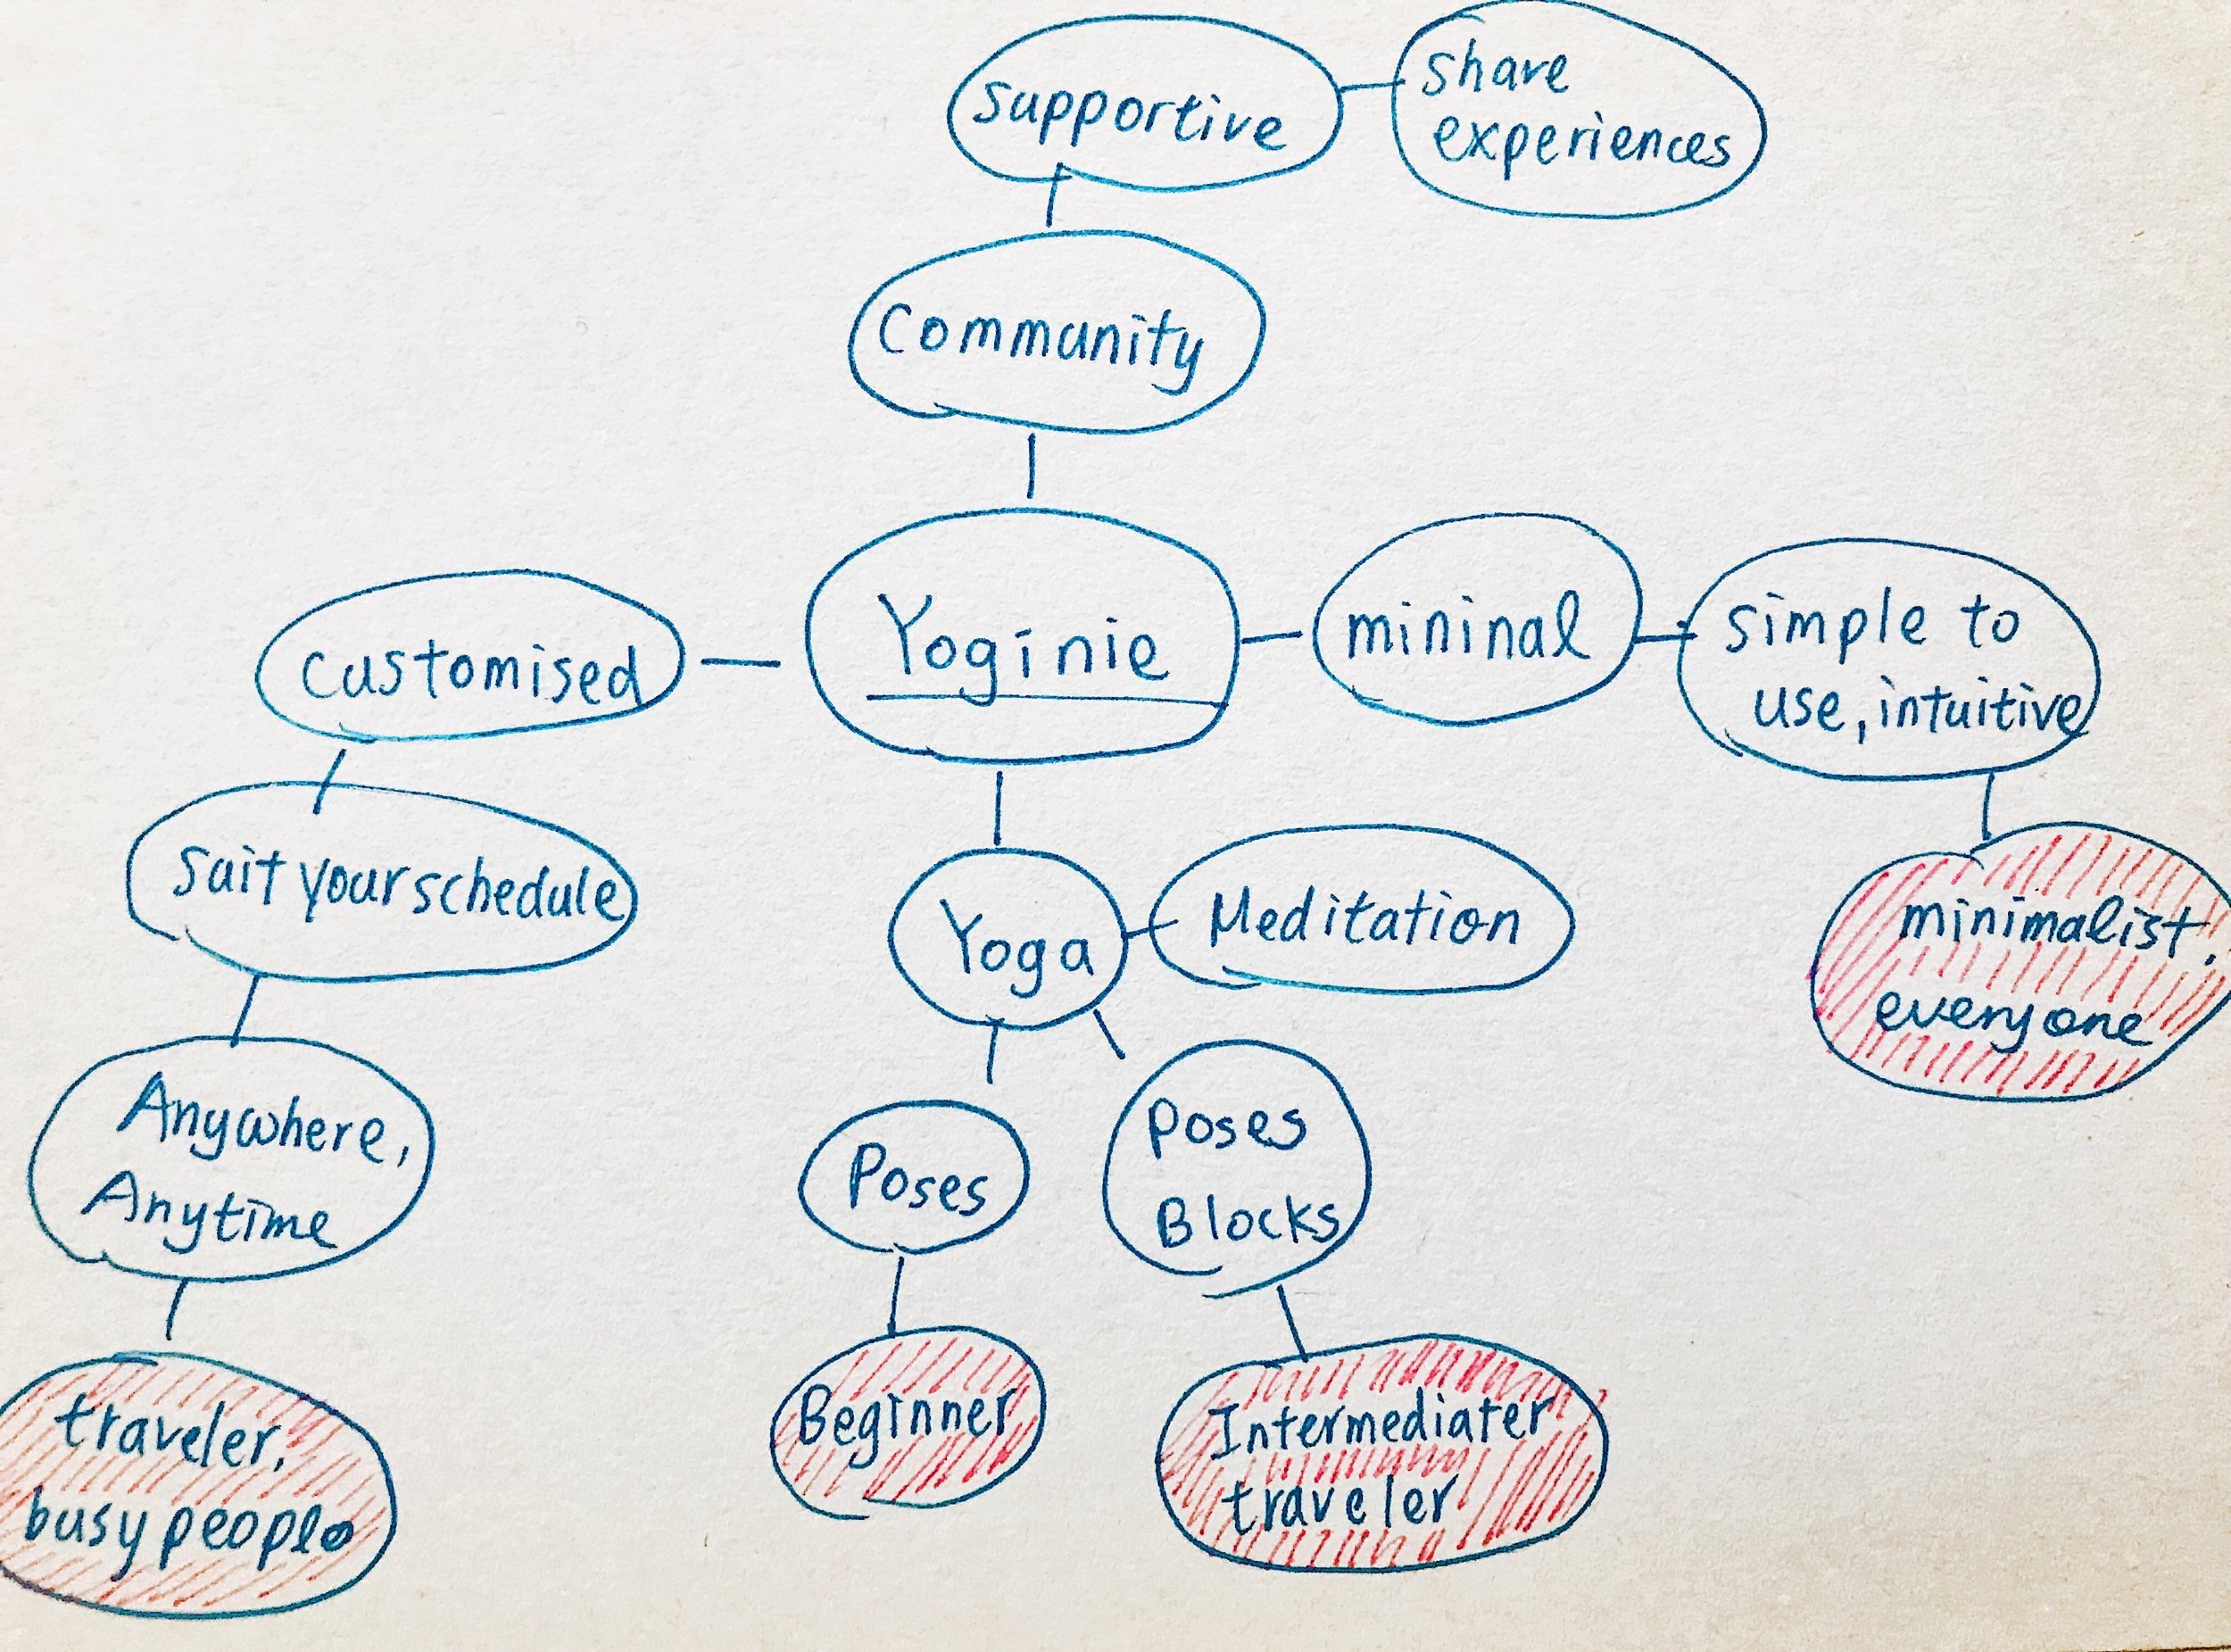 supportive
share
experiences
Community
Yoginie
mininal
simple to
use, intuitive
customised
suit your schedule
Yoga
Meditation
minimalist.
everyone
Anywhere,
Anytime
Poses
poses
Blocks
traveler.
busy people
Beginner
Intermediater
traveler